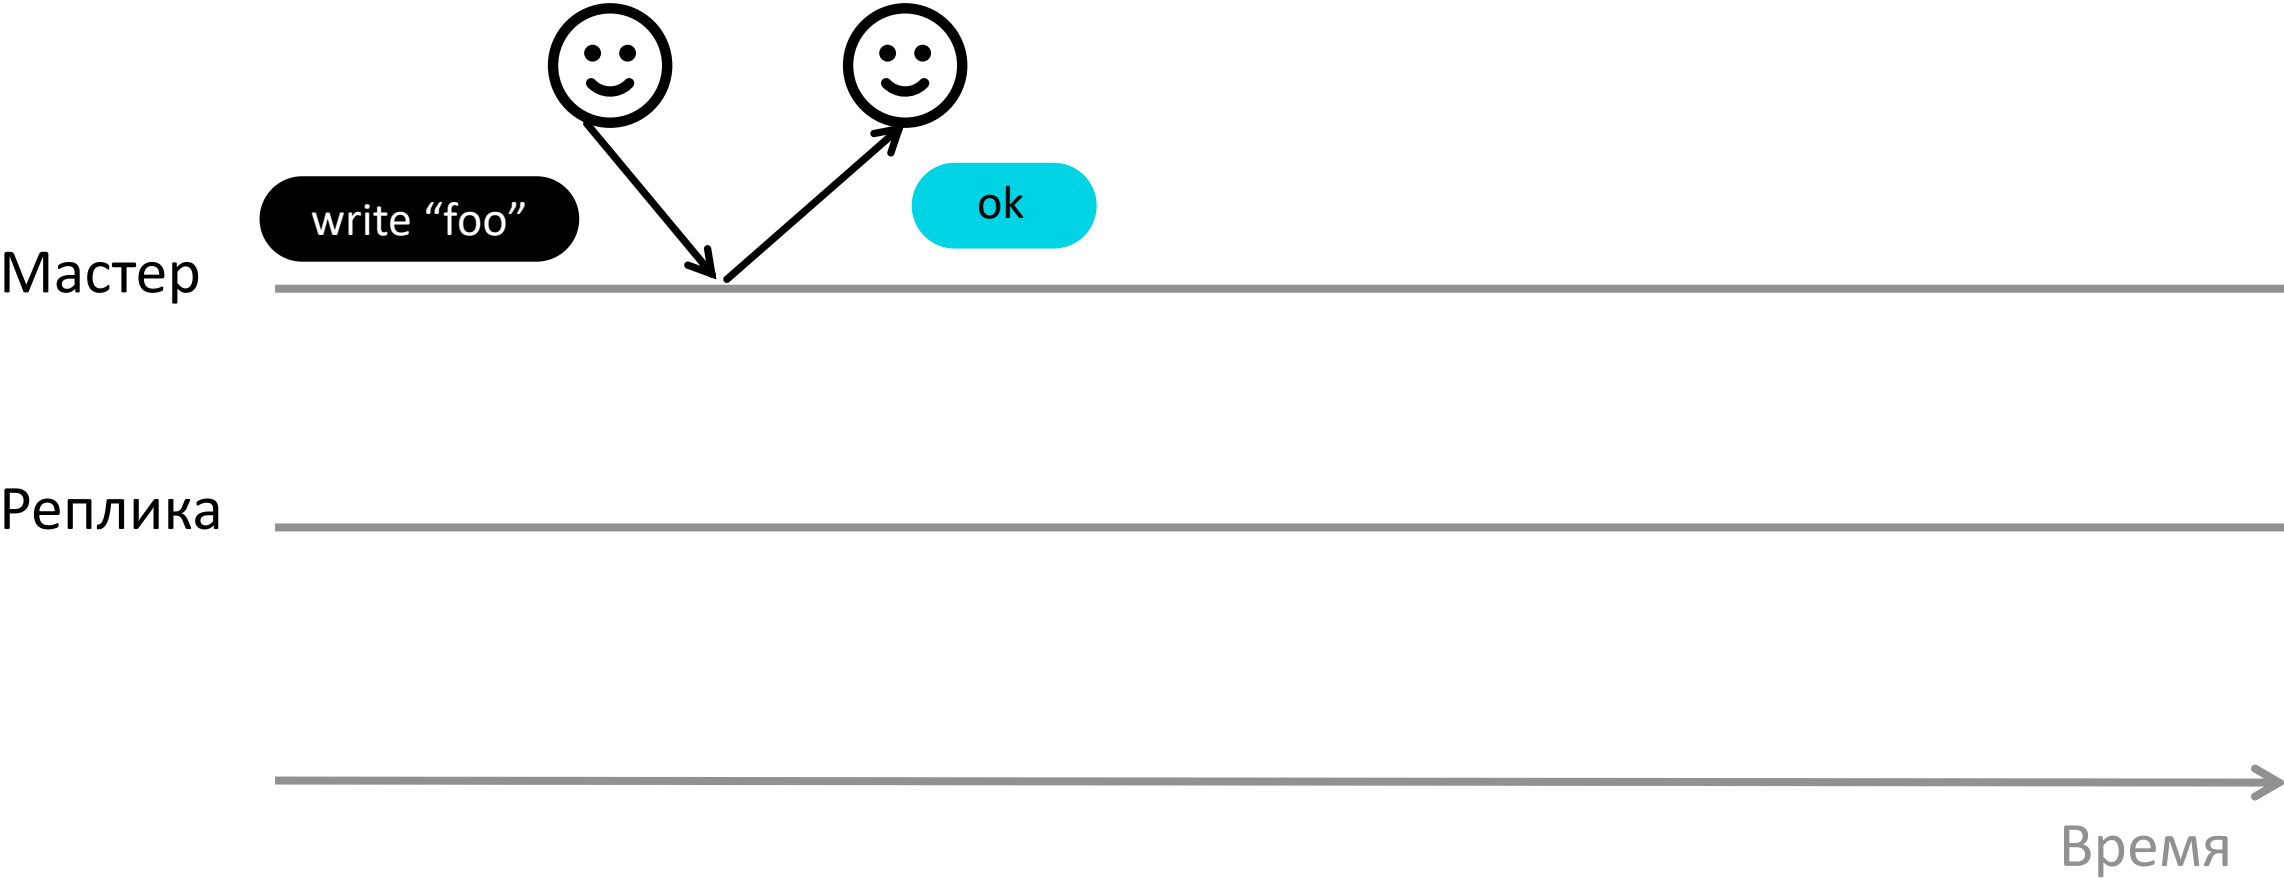 write “foo”
ok
Мастер
Реплика
Время